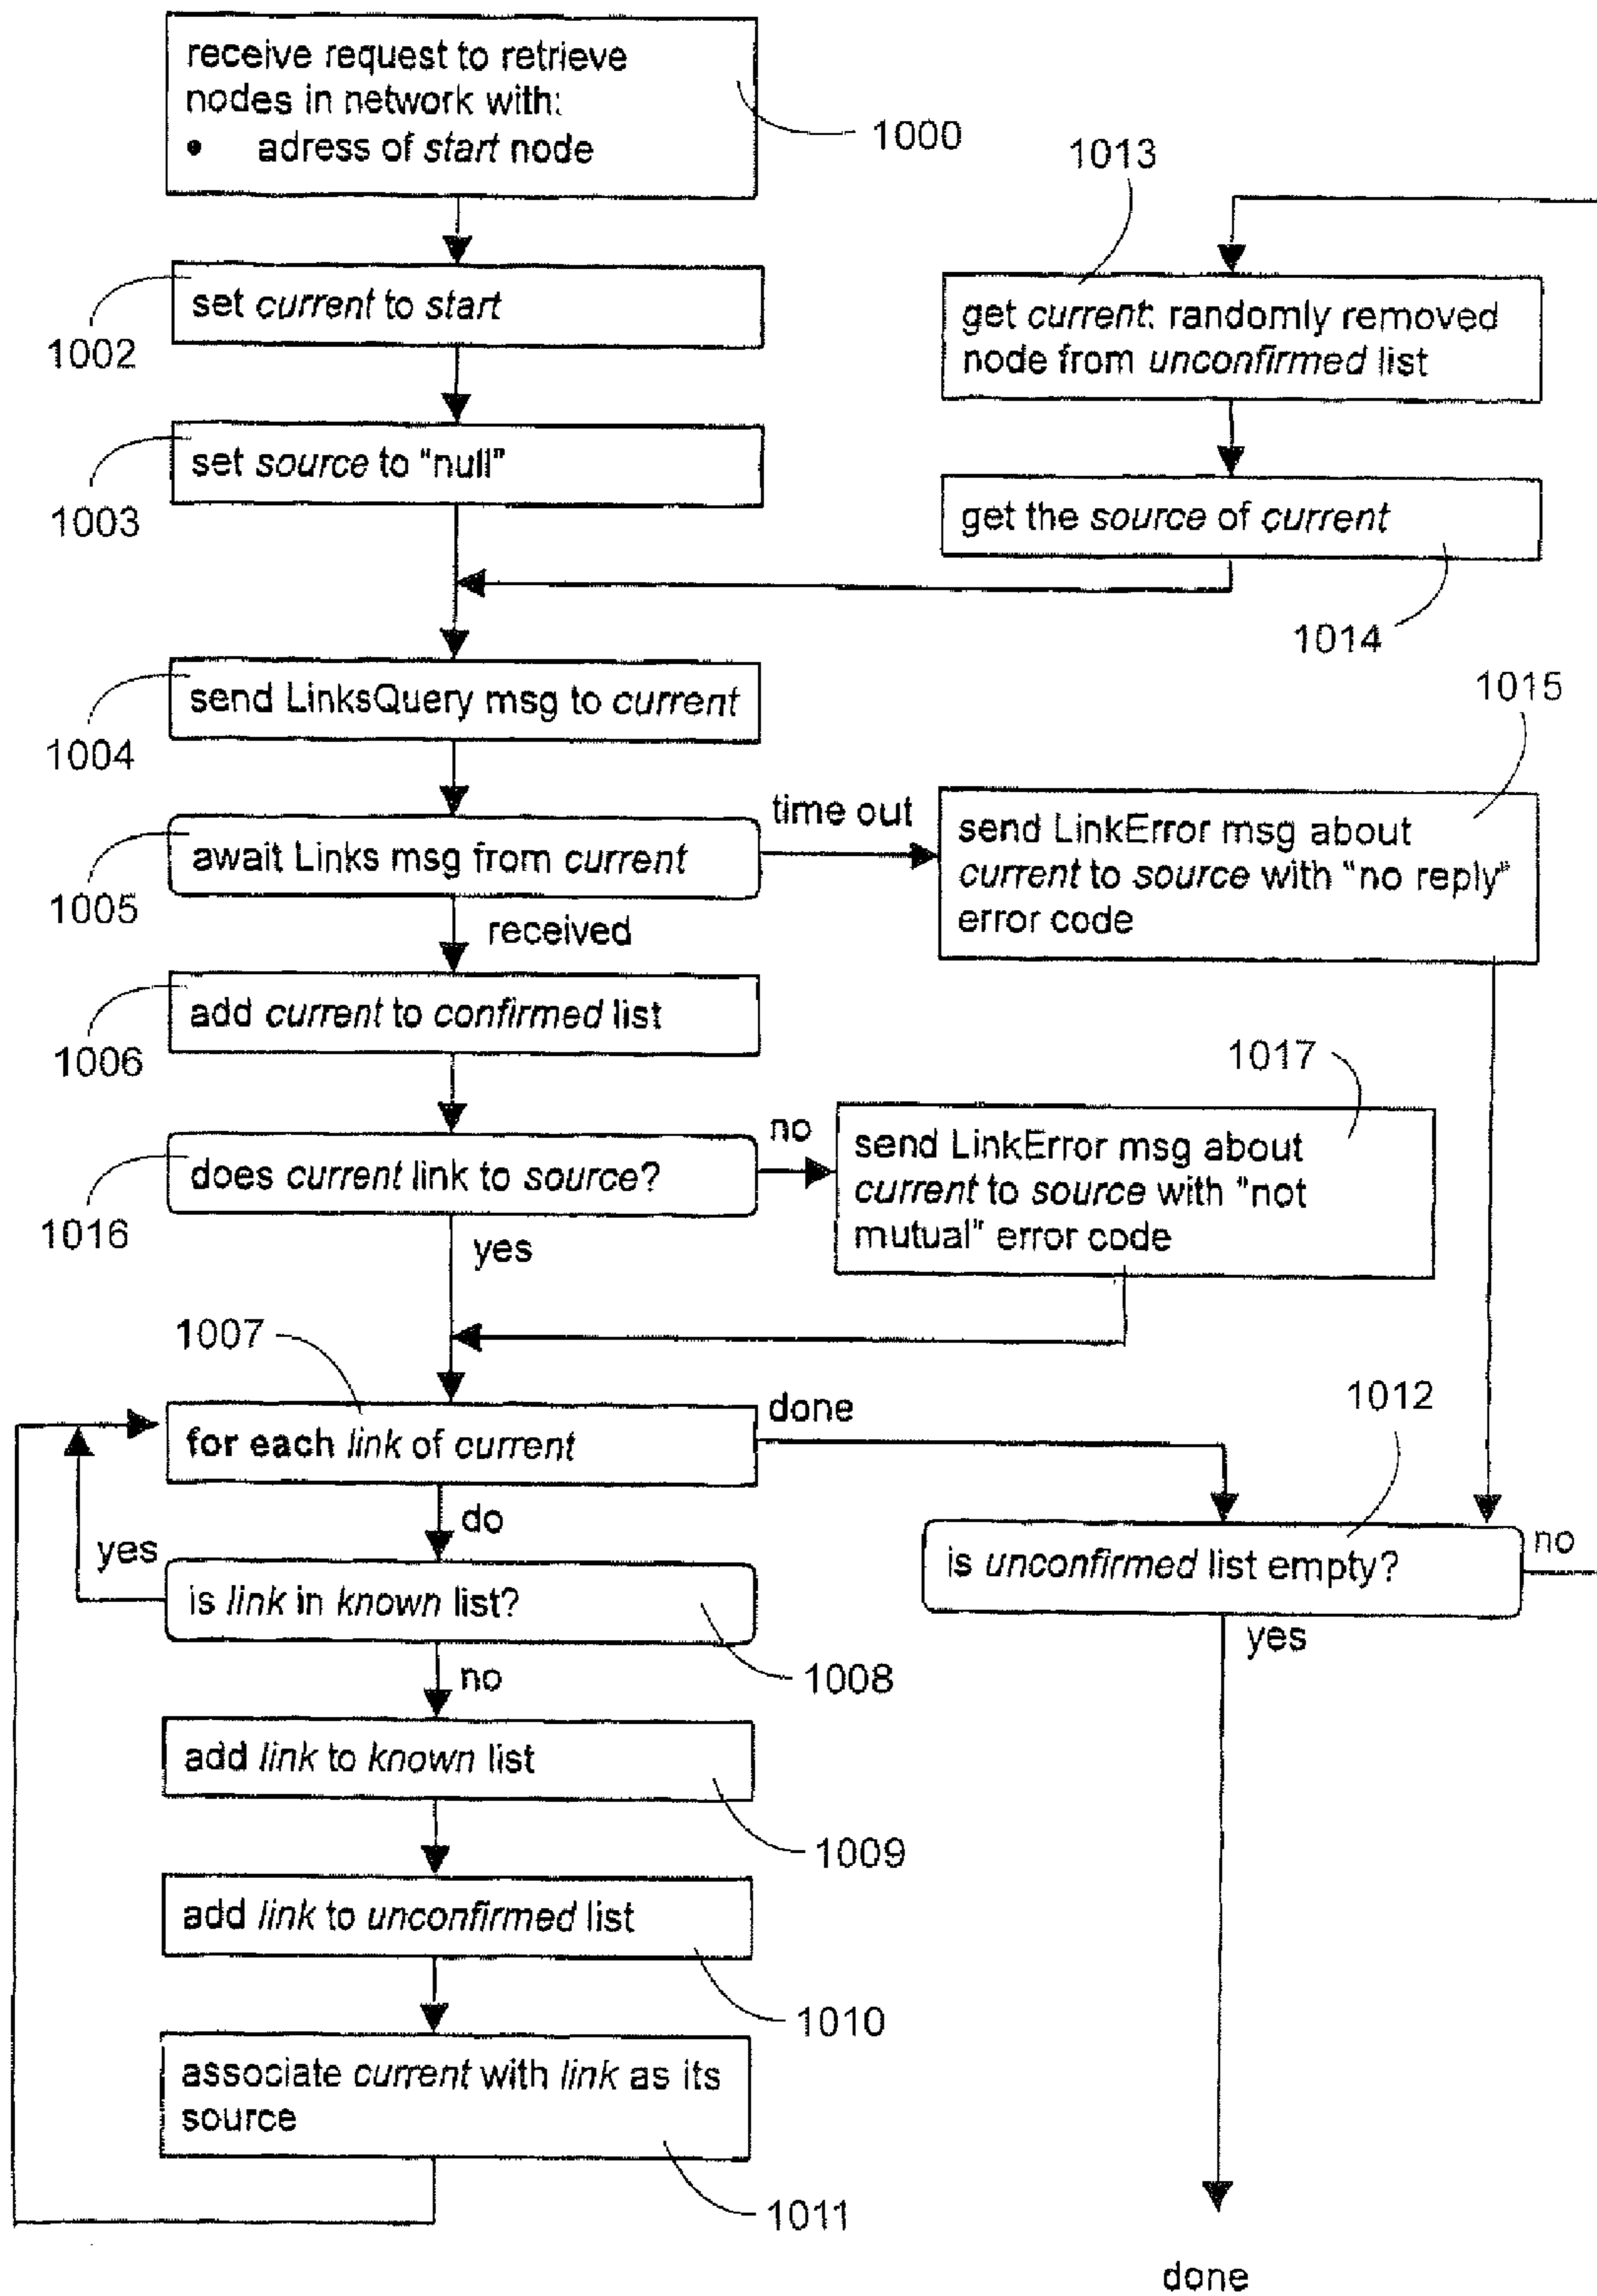 receive request to retrieve
nodes in network with:
• adress of start node
1000
1013
set current to start
1002
get current: randomly removed
node from unconfirmed list
set source to "null"
1003
get the source of current
1014
send LinksQuery msg to current
1004
1015
await Links msg from current
1005
time out
send LinkError msg about
current to source with "no reply"
error code
received
add current to confirmed list
1006
1017
does current link to source?
1016
no
send LinkError msg about
current to source with "not
mutual" error code
yes
1007
for each link of current
done
1012
do
yes
is link in known list?
1008
is unconfirmed list empty?
no
yes
no
add link to known list
1009
add link to unconfirmed list
1010
associate current with link as its
source
1011
done